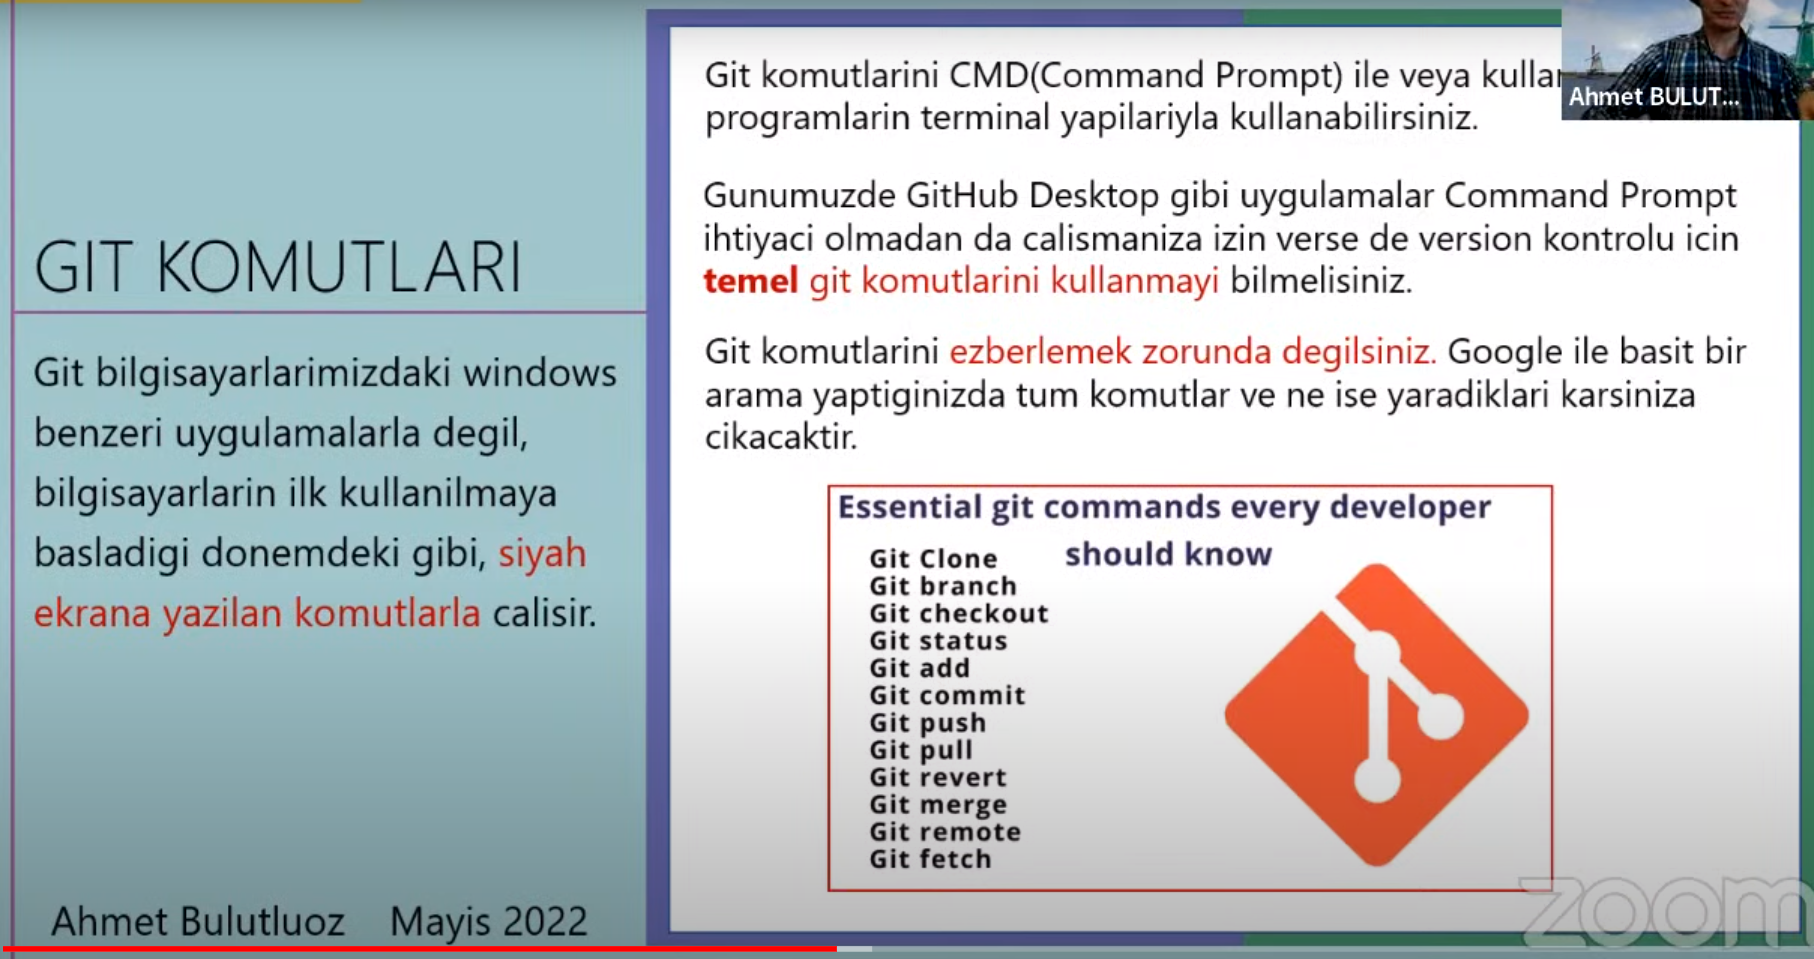 GIT KOMUTLARI
Git bilgisayarlarimizdaki windows
benzeri uygulamalarla degil,
bilgisayarlarin ilk kullanilmaya
basladigi donemdeki gibi, siyah
ekrana yazilan komutlarla calisir.
Ahmet Bulutluoz Mayis 2022
Git komutlarini CMD(Command Prompt) ile veya
programlarin terminal yapilariyla kullanabilirsiniz.
Gunumuzde GitHub Desktop gibi uygulamalar Command Prompt
ihtiyaci olmadan da calismaniza izin verse de version kontrolu icin
temel git komutlarini kullanmayi bilmelisiniz.
Git komutlarini ezberlemek zorunda degilsiniz. Google ile basit bir
arama yaptiginizda tum komutlar ve ne ise yaradiklari karsiniza
cikacaktir.
Essential git commands every developer
should know
Git Clone
Git branch
Git checkout
Git status
Git add
Git commit
Git push
Git pull
Git revert
Git merge
Git remote
Git fetch
Ahmet BULUT...
zoom